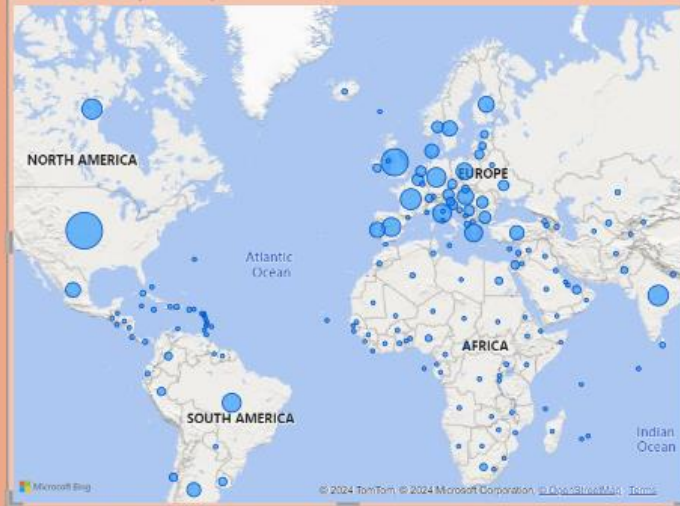 NORTH AMERICA
EUROPE
Atlantic
Ocean
AFRICA
SOUTH AMERICA
Indian
Ocean
Microsoft Bing
© 2024 TomTom, © 2024 Microsoft Corporation, © OpenStreetMap, Terms